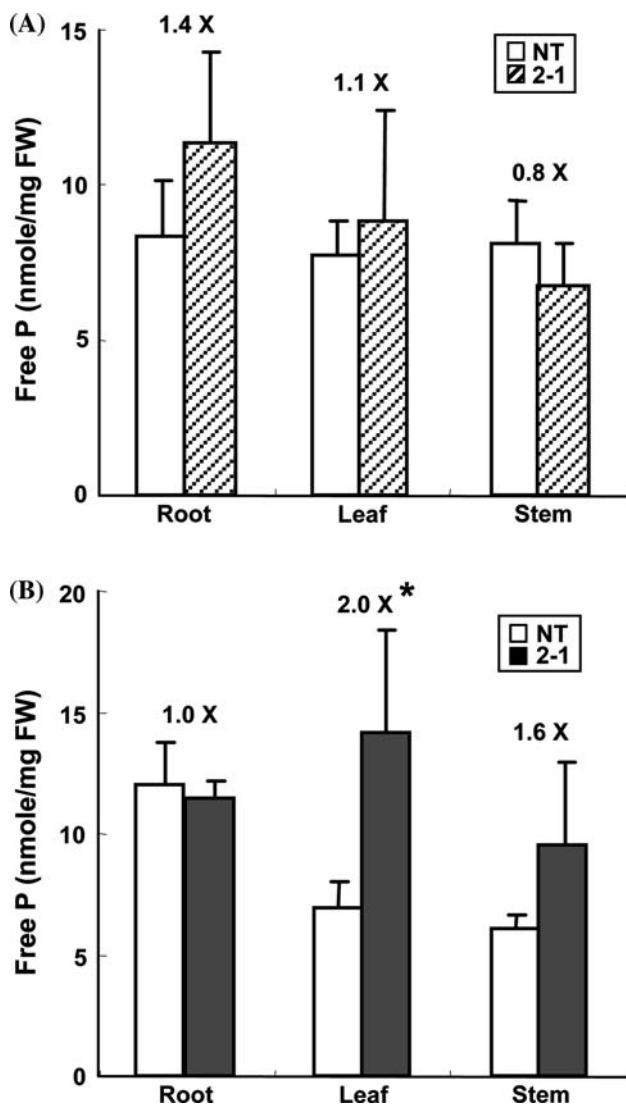 (A)
15
10
5
0
Free P (nmole/mg FW)
1.4 X
1.1 X
0.8 X
NT
2-1
Root Leaf Stem
(B)
20
15
10
5
0
Free P (nmole/mg FW)
1.0 X
2.0 X *
1.6 X
NT
2-1
Root Leaf Stem